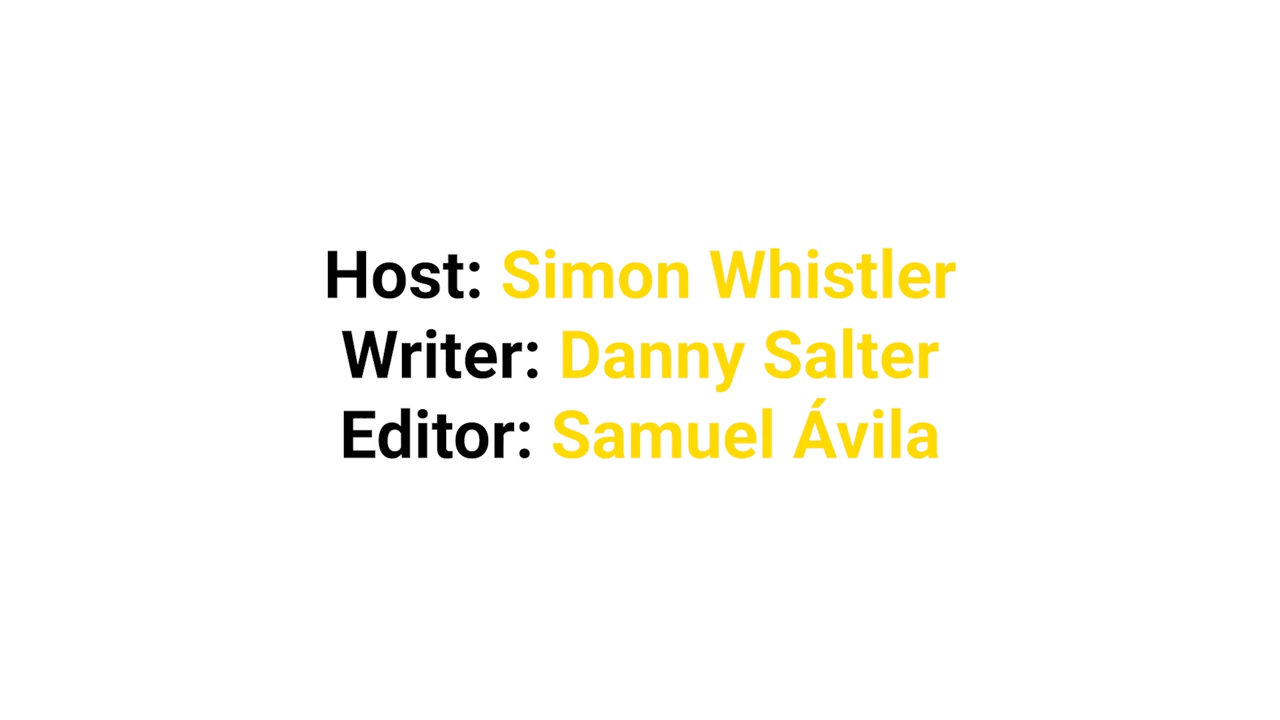 Host: Simon Whistler
Writer: Danny Salter
Editor: Samuel Ávila